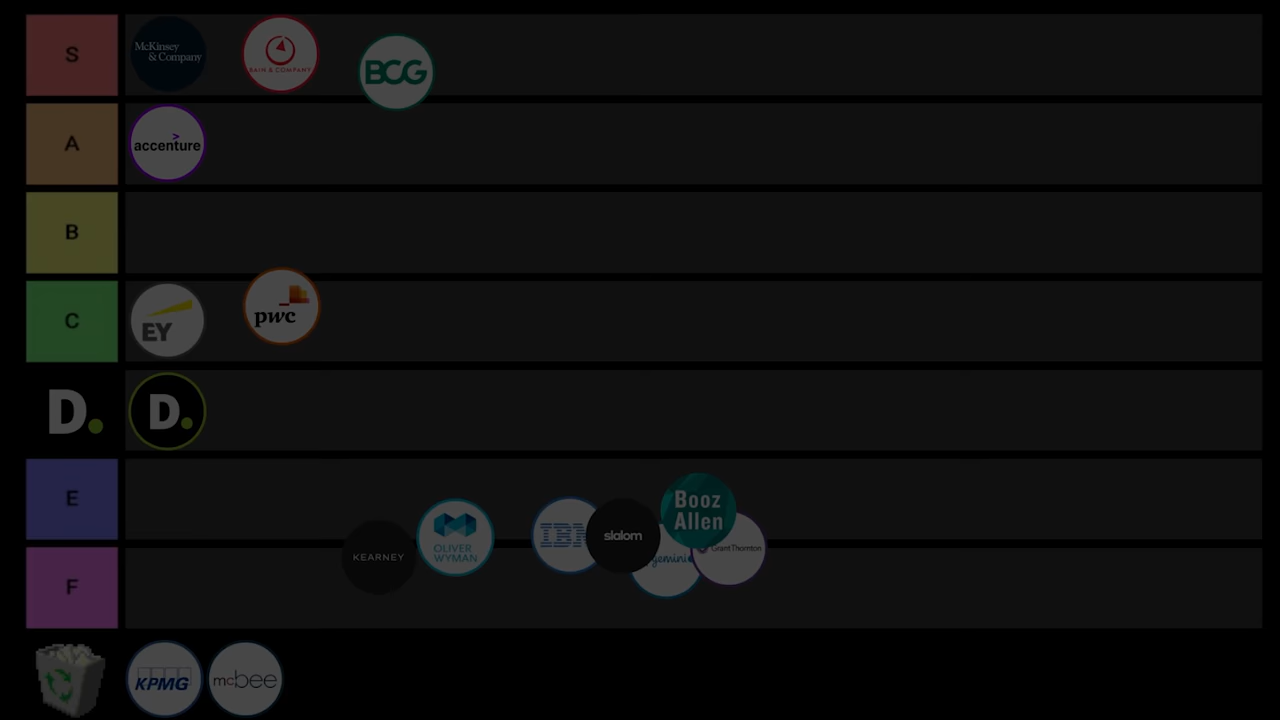 S
McKinsey
& Company
BAIN & COMPANY
BCG
A
accenture
B
C
EY
pwc
D.
D.
E
Booz
Allen
OLIVER
WYMAN
IBM
slalom
KEARNEY
gemini
Grant Thornton
F
KPMG
mcbee